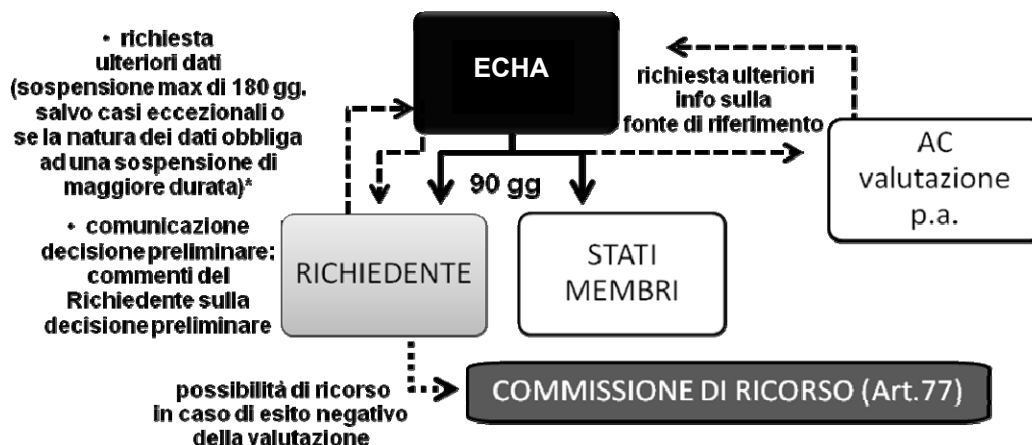 • richiesta
ulteriori dati
(sospensione max di 180 gg.
salvo casi eccezionali o
se la natura dei dati obbliga
ad una sospensione di
maggiore durata)*
• comunicazione
decisione preliminare;
commenti del
Richiedente sulla
decisione preliminare
ECHA
richiesta ulteriori
info sulla
fonte di riferimento
AC
valutazione
p.a.
90 gg
RICHIEDENTE
STATI
MEMBRI
possibilità di ricorso
in caso di esito negativo
della valutazione
COMMISSIONE DI RICORSO (Art.77)